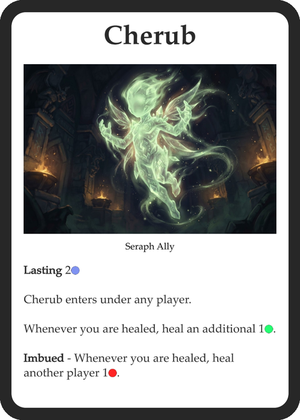 Cherub
Seraph Ally
Lasting 2
Cherub enters under any player.
Whenever you are healed, heal an additional 1.
Imbued - Whenever you are healed, heal
another player 1.